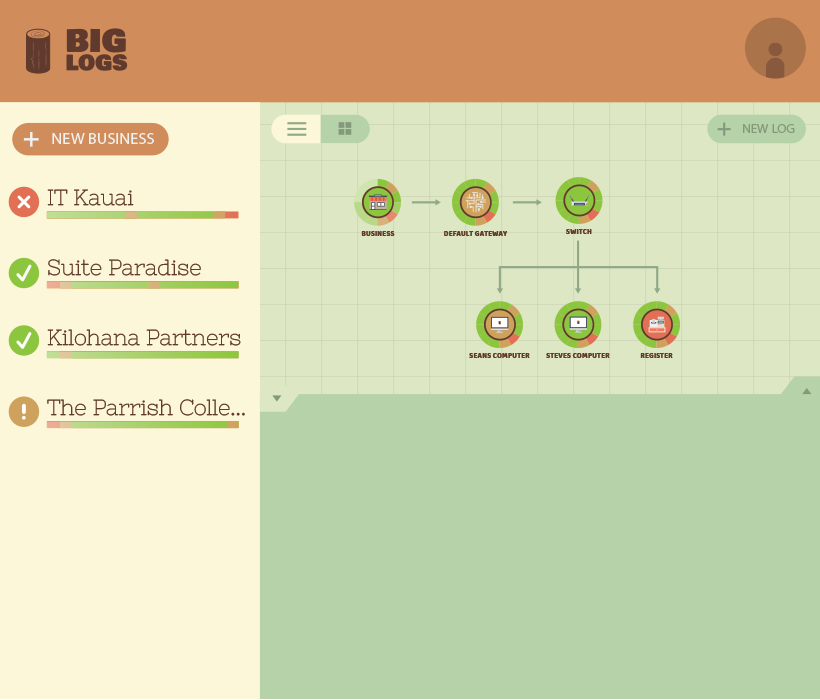 BIG
LOGS
NEW BUSINESS
NEW LOG
IT Kauai
Suite Paradise
Kilohana Partners
The Parrish Colle...
BUSINESS
DEFAULT GATEWAY
SWITCH
SEANS COMPUTER
STEVES COMPUTER
REGISTER